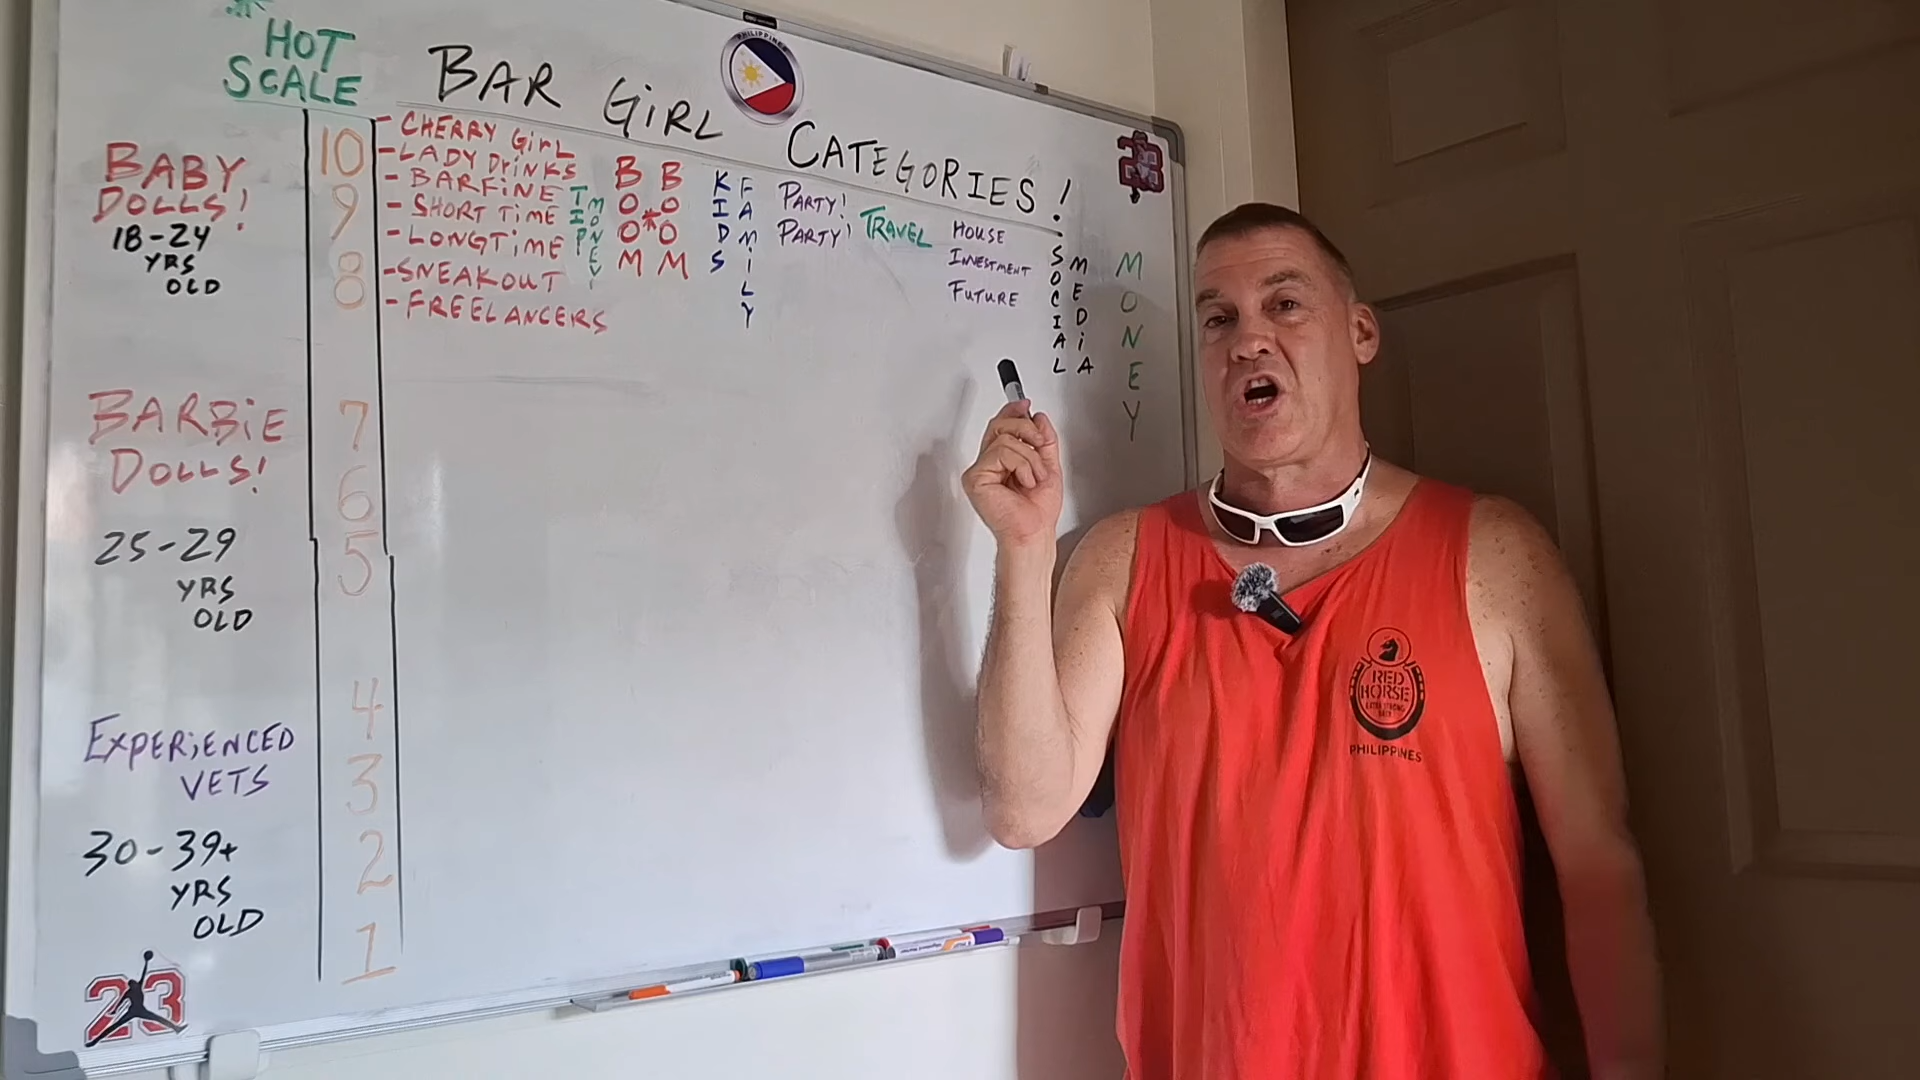 HOT
SCALE
BAR GiRL CATEGORiES!
PHILIPPINES
BABY
DOLLS!
18-24
YRS
OLD
BARBiE
DOLLS!
25-29
YRS
OLD
EXPERiENCED
VETS
30-39+
YRS
OLD
10
9
8
7
6
5
4
3
2
1
- CHERRY GiRL
- LADY DRiNKS
- BARFiNE
- SHORT TiME
- LONGTiME
- SNEAKOUT
- FREELANCERS
TIP
MONEY
BOOM * BOOM
KIDS
FAMiLY
PARTY!
PARTY!
TRAVEL
HOUSE
INVESTMENT
FUTURE
SOCIAL
MEDiA
MONEY
23
23
RED
HORSE
EXTRA STRONG
BEER
PHILIPPINES